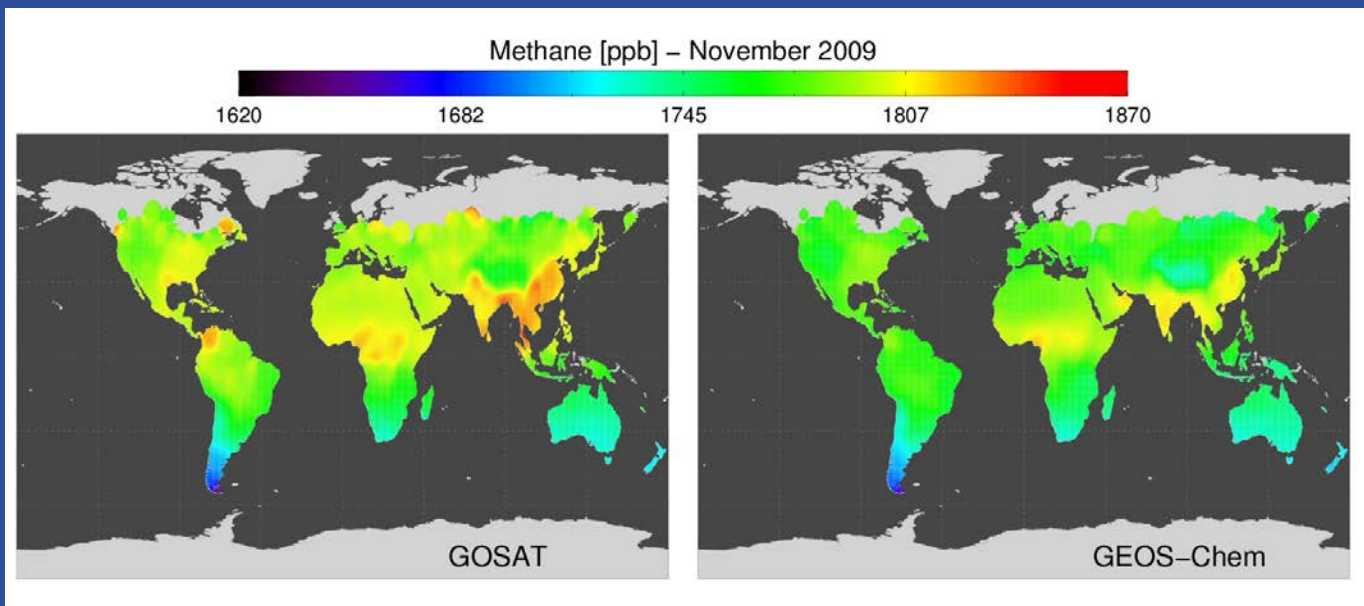 Methane [ppb] – November 2009
1620 1682 1745 1807 1870
GOSAT
GEOS–Chem